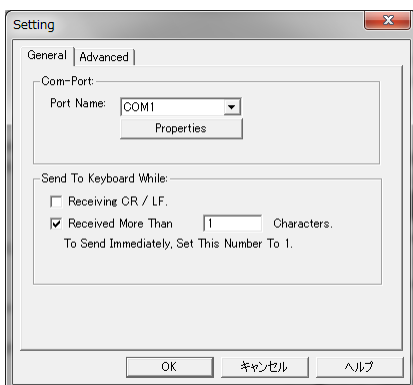 Setting
General Advanced
Com-Port:
Port Name: COM1
Properties
Send To Keyboard While:
Receiving CR / LF.
Received More Than 1 Characters.
To Send Immediately, Set This Number To 1.
OK キャンセル ヘルプ